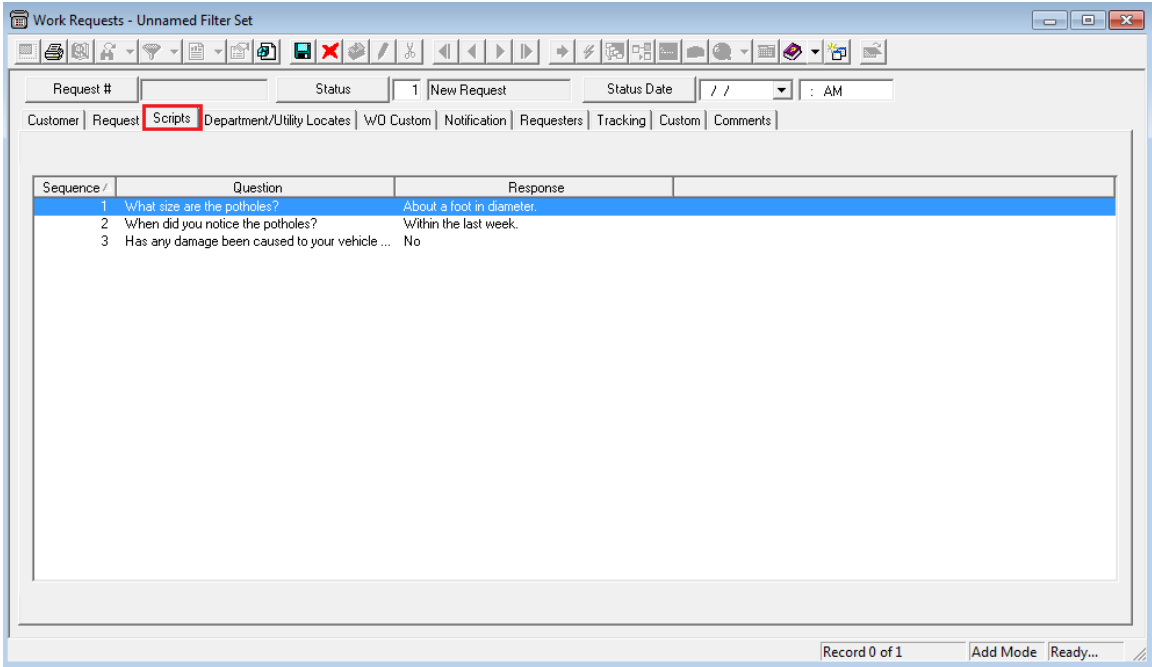 Work Requests - Unnamed Filter Set
Request # Status 1 New Request Status Date / / : AM
Customer Request Scripts Department/Utility Locates WO Custom Notification Requesters Tracking Custom Comments
Sequence / Question Response
1 What size are the potholes? About a foot in diameter.
2 When did you notice the potholes? Within the last week.
3 Has any damage been caused to your vehicle ... No
Record 0 of 1 Add Mode Ready...